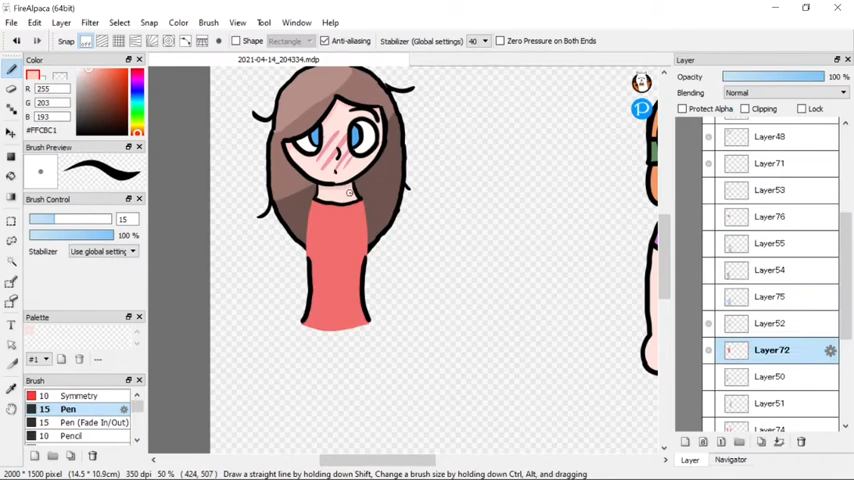 FireAlpaca (64bit)
File Edit Layer Filter Select Snap Color Brush View Tool Window Help
Snap off Shape Rectangle Anti-aliasing Stabilizer (Global settings) 40 Zero Pressure on Both Ends
Color
R 255
G 203
B 193
#FFCBC1
Brush Preview
Brush Control
15
100 %
Stabilizer Use global setting
Palette
#1 ---
Brush
10 Symmetry
15 Pen
15 Pen (Fade In/Out)
10 Pencil
2021-04-14_204334.mdp
Layer
Opacity 100 %
Blending Normal
Protect Alpha Clipping Lock
Layer48
Layer71
Layer53
Layer76
Layer55
Layer54
Layer75
Layer52
Layer72
Layer50
Layer51
Layer74
Layer Navigator
2000 * 1500 pixel (14.5 * 10.9cm) 350 dpi 50 % (424, 507) Draw a straight line by holding down Shift, Change a brush size by holding down Ctrl, Alt, and dragging